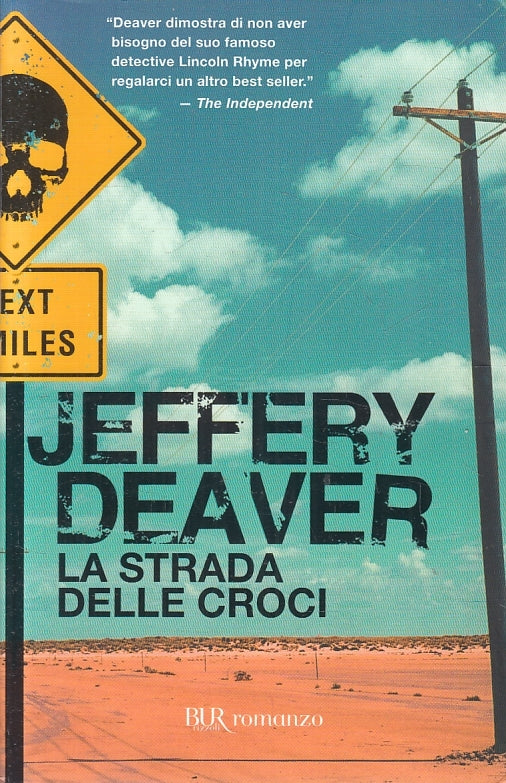 “Deaver dimostra di non aver
bisogno del suo famoso
detective Lincoln Rhyme per
regalarci un altro best seller.”
— The Independent
EXT
MILES
JEFFERY
DEAVER
LA STRADA
DELLE CROCI
BUR romanzo
rizzoli